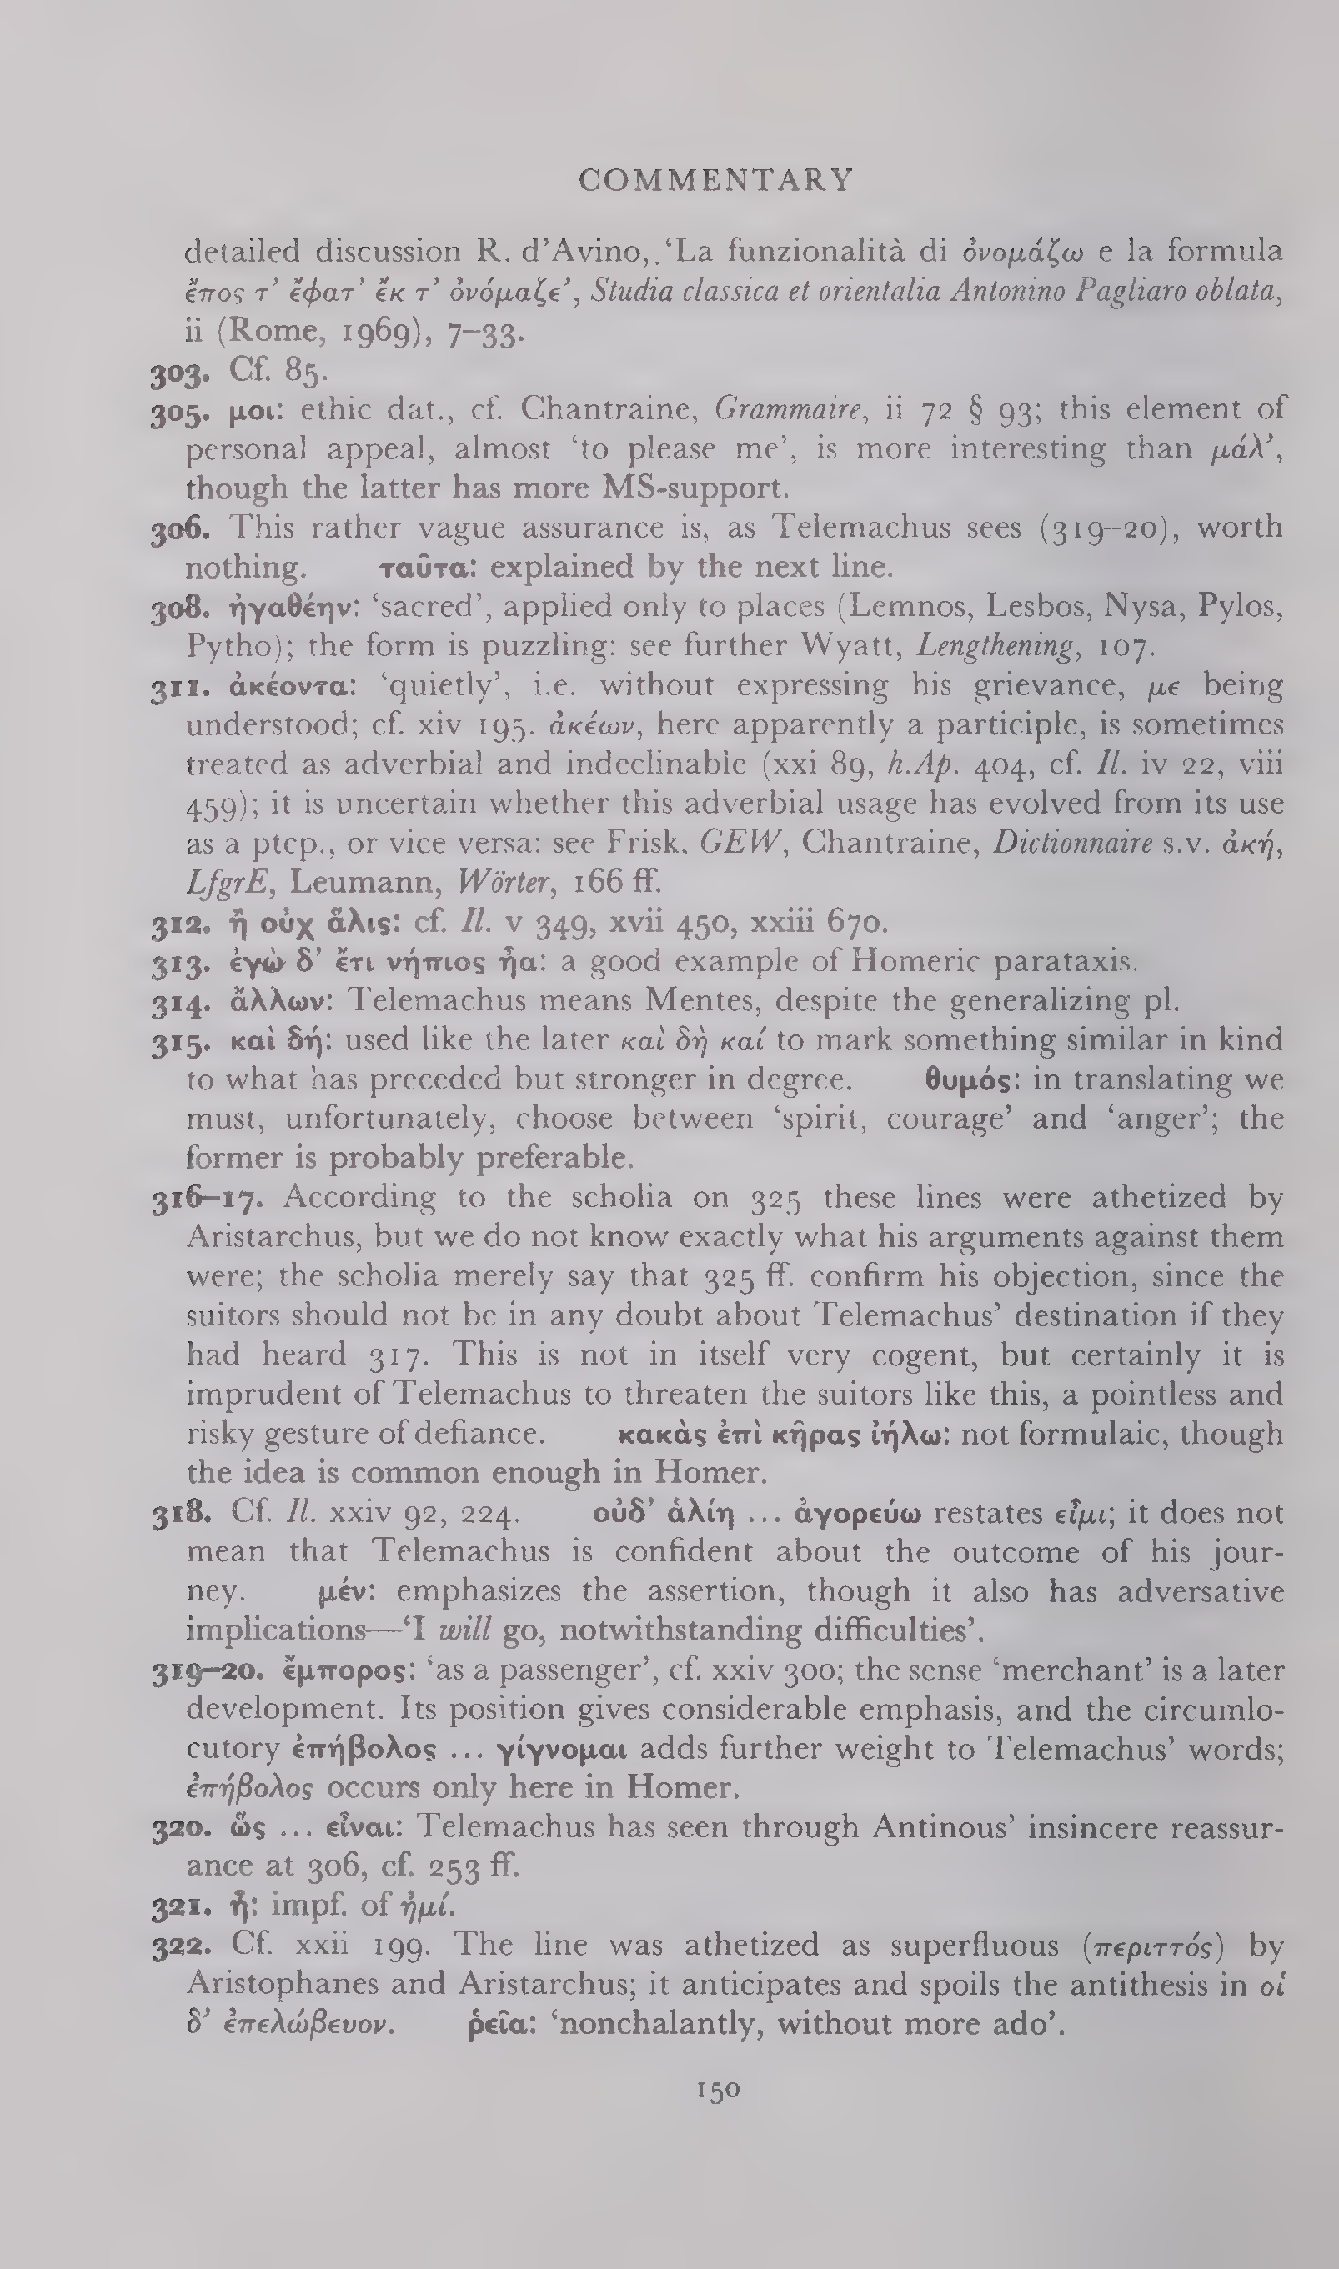 COMMENTARY
detailed discussion R. d’Avino, ‘La funzionalità di ὀνομάζω e la formula
ἔπος τ’ ἔφατ’ ἔκ τ’ ὀνόμαζε’, Studia classica et orientalia Antonino Pagliaro oblata,
ii (Rome, 1969), 7–33.
303. Cf. 85.
305. μοι: ethic dat., cf. Chantraine, Grammaire, ii 72 § 93; this element of
personal appeal, almost ‘to please me’, is more interesting than μάλ’,
though the latter has more MS-support.
306. This rather vague assurance is, as Telemachus sees (319–20), worth
nothing. ταῦτα: explained by the next line.
308. ἠγαθέην: ‘sacred’, applied only to places (Lemnos, Lesbos, Nysa, Pylos,
Pytho); the form is puzzling: see further Wyatt, Lengthening, 107.
311. ἀκέοντα: ‘quietly’, i.e. without expressing his grievance, με being
understood; cf. xiv 195. ἀκέων, here apparently a participle, is sometimes
treated as adverbial and indeclinable (xxi 89, h.Ap. 404, cf. Il. iv 22, viii
459); it is uncertain whether this adverbial usage has evolved from its use
as a ptcp., or vice versa: see Frisk, GEW, Chantraine, Dictionnaire s.v. ἀκή,
LfgrE, Leumann, Wörter, 166 ff.
312. ἦ οὐχ ἅλις: cf. Il. v 349, xvii 450, xxiii 670.
313. ἐγὼ δ’ ἔτι νήπιος ἦα: a good example of Homeric parataxis.
314. ἄλλων: Telemachus means Mentes, despite the generalizing pl.
315. καὶ δή: used like the later καὶ δὴ καί to mark something similar in kind
to what has preceded but stronger in degree. θυμός: in translating we
must, unfortunately, choose between ‘spirit, courage’ and ‘anger’; the
former is probably preferable.
316–17. According to the scholia on 325 these lines were athetized by
Aristarchus, but we do not know exactly what his arguments against them
were; the scholia merely say that 325 ff. confirm his objection, since the
suitors should not be in any doubt about Telemachus’ destination if they
had heard 317. This is not in itself very cogent, but certainly it is
imprudent of Telemachus to threaten the suitors like this, a pointless and
risky gesture of defiance. κακὰς ἐπὶ κῆρας ἰήλω: not formulaic, though
the idea is common enough in Homer.
318. Cf. Il. xxiv 92, 224. οὐδ’ ἁλίη ... ἀγορεύω restates εἶμι; it does not
mean that Telemachus is confident about the outcome of his jour-
ney. μέν: emphasizes the assertion, though it also has adversative
implications—‘I will go, notwithstanding difficulties’.
319–20. ἔμπορος: ‘as a passenger’, cf. xxiv 300; the sense ‘merchant’ is a later
development. Its position gives considerable emphasis, and the circumlo-
cutory ἐπήβολος ... γίγνομαι adds further weight to Telemachus’ words;
ἐπήβολος occurs only here in Homer.
320. ὥς ... εἶναι: Telemachus has seen through Antinous’ insincere reassur-
ance at 306, cf. 253 ff.
321. ἦ: impf. of ἠμί.
322. Cf. xxii 199. The line was athetized as superfluous (περιττός) by
Aristophanes and Aristarchus; it anticipates and spoils the antithesis in οἱ
δ’ ἐπελώβευον. ῥεῖα: ‘nonchalantly, without more ado’.
150